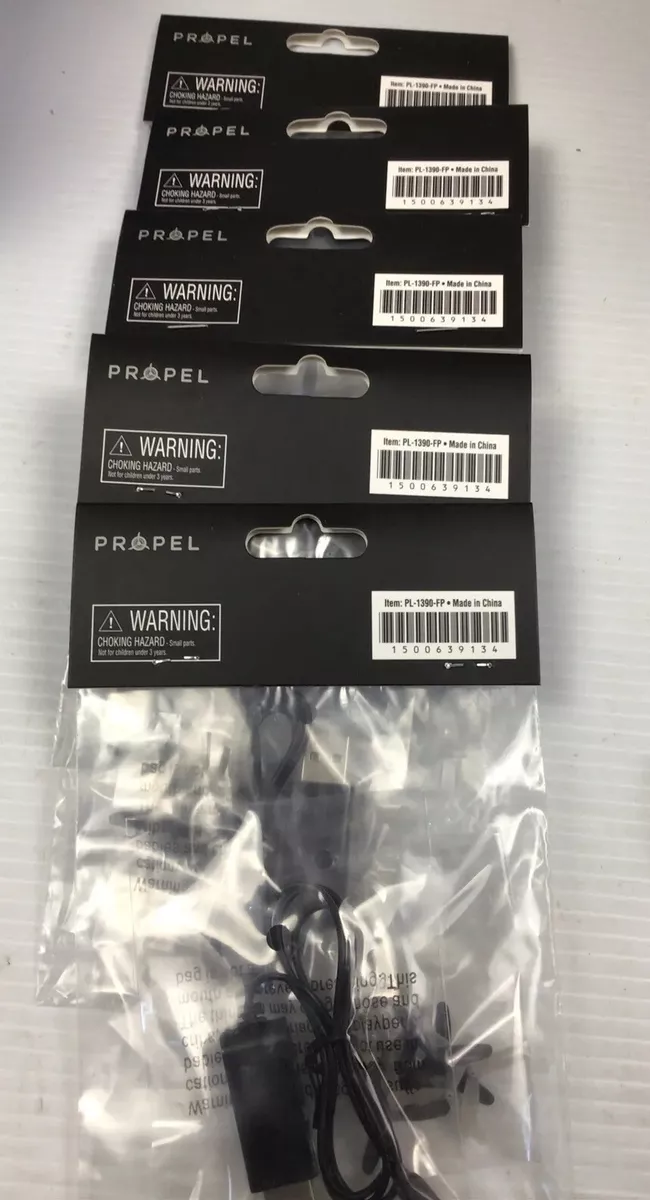 PROPEL
WARNING:
CHOKING HAZARD - Small parts.
Not for children under 3 years.
Item: PL-1390-FP • Made in China
PROPEL
WARNING:
CHOKING HAZARD - Small parts.
Not for children under 3 years.
Item: PL-1390-FP • Made in China
1500639134
PROPEL
WARNING:
CHOKING HAZARD - Small parts.
Not for children under 3 years.
Item: PL-1390-FP • Made in China
1500639134
PROPEL
WARNING:
CHOKING HAZARD - Small parts.
Not for children under 3 years.
Item: PL-1390-FP • Made in China
1500639134
PROPEL
WARNING:
CHOKING HAZARD - Small parts.
Not for children under 3 years.
Item: PL-1390-FP • Made in China
1500639134